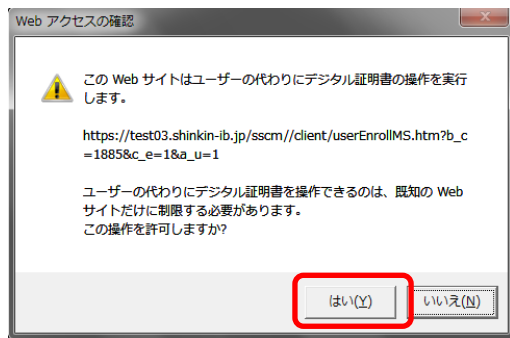 Web アクセスの確認
この Web サイトはユーザーの代わりにデジタル証明書の操作を実行
します。
https://test03.shinkin-ib.jp/sscm//client/userEnrollMS.htm?b_c
=1885&c_e=1&a_u=1
ユーザーの代わりにデジタル証明書を操作できるのは、既知の Web
サイトだけに制限する必要があります。
この操作を許可しますか?
はい(Y) いいえ(N)